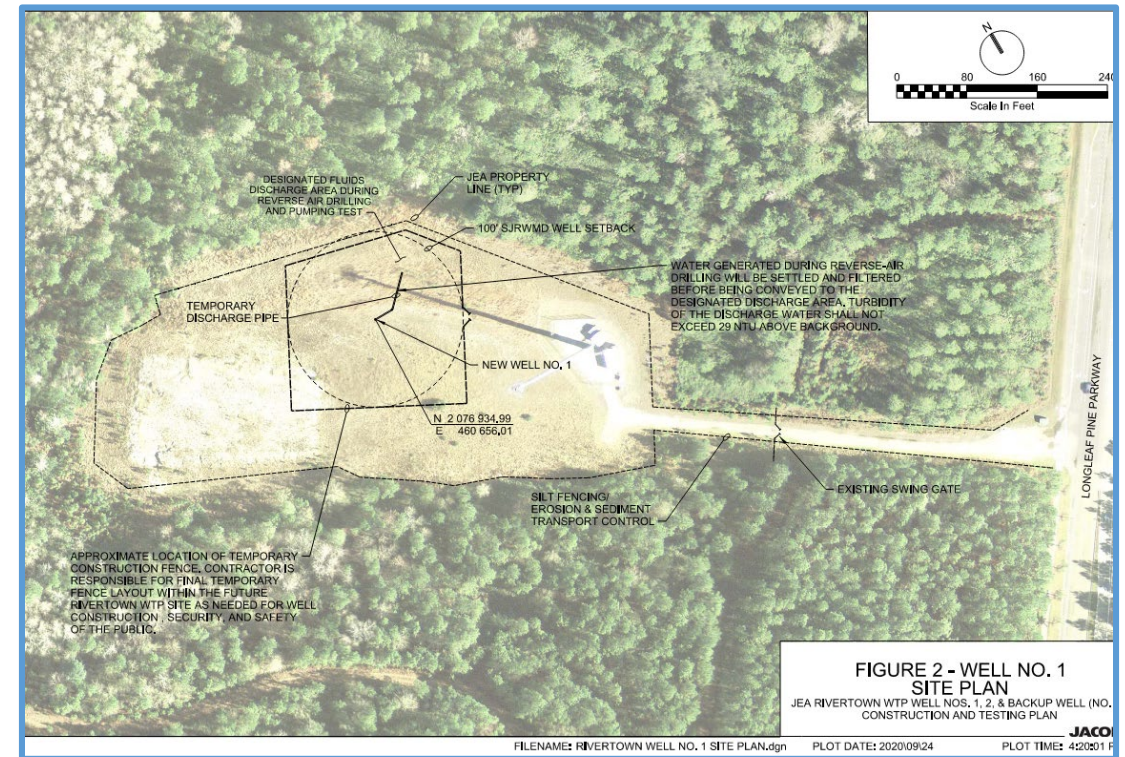 N
0 80 160 240
Scale In Feet
DESIGNATED FLUIDS
DISCHARGE AREA DURING
REVERSE AIR DRILLING
AND PUMPING TEST
JEA PROPERTY
LINE (TYP)
100' SJRWMD WELL SETBACK
WATER GENERATED DURING REVERSE-AIR
DRILLING WILL BE SETTLED AND FILTERED
BEFORE BEING CONVEYED TO THE
DESIGNATED DISCHARGE AREA. TURBIDITY
OF THE DISCHARGE WATER SHALL NOT
EXCEED 29 NTU ABOVE BACKGROUND.
TEMPORARY
DISCHARGE PIPE
NEW WELL NO. 1
N 2 076 934.99
E 460 656.01
LONGLEAF PINE PARKWAY
EXISTING SWING GATE
SILT FENCING/
EROSION & SEDIMENT
TRANSPORT CONTROL
APPROXIMATE LOCATION OF TEMPORARY
CONSTRUCTION FENCE. CONTRACTOR IS
RESPONSIBLE FOR FINAL TEMPORARY
FENCE LAYOUT WITHIN THE FUTURE
RIVERTOWN WTP SITE AS NEEDED FOR WELL
CONSTRUCTION , SECURITY, AND SAFETY
OF THE PUBLIC.
FIGURE 2 - WELL NO. 1
SITE PLAN
JEA RIVERTOWN WTP WELL NOS. 1, 2, & BACKUP WELL (NO.
CONSTRUCTION AND TESTING PLAN
JACO
FILENAME: RIVERTOWN WELL NO. 1 SITE PLAN.dgn PLOT DATE: 2020\09\24 PLOT TIME: 4:20:01